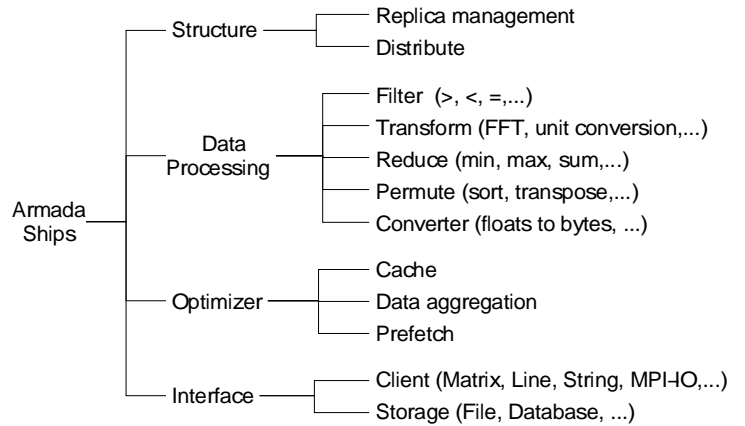 Armada
Ships
Structure
Replica management
Distribute
Data
Processing
Filter (>, <, =,...)
Transform (FFT, unit conversion,...)
Reduce (min, max, sum,...)
Permute (sort, transpose,...)
Converter (floats to bytes, ...)
Optimizer
Cache
Data aggregation
Prefetch
Interface
Client (Matrix, Line, String, MPI-IO,...)
Storage (File, Database, ...)